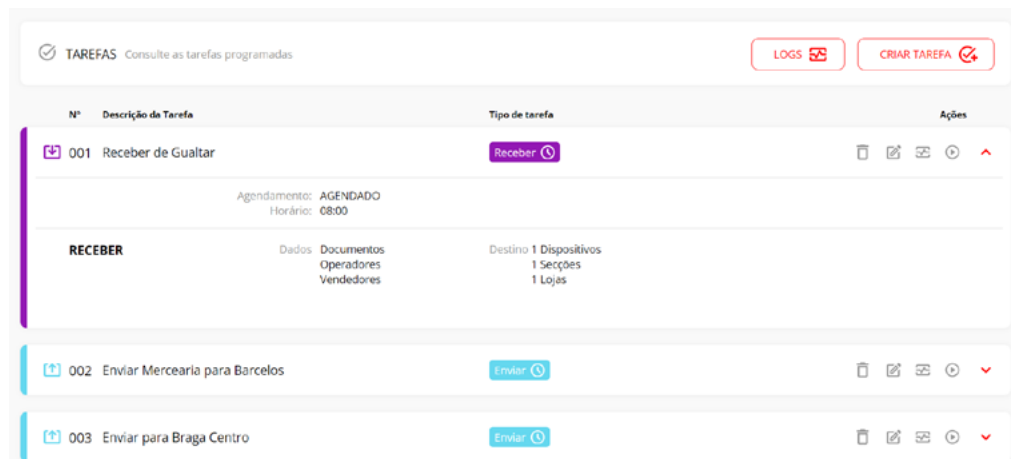 TAREFAS Consulte as tarefas programadas LOGS CRIAR TAREFA
Nº Descrição da Tarefa Tipo de tarefa Ações
001 Receber de Gualtar Receber
Agendamento: AGENDADO
Horário: 08:00
RECEBER Dados Documentos Destino 1 Dispositivos
Operadores 1 Secções
Vendedores 1 Lojas
002 Enviar Mercearia para Barcelos Enviar
003 Enviar para Braga Centro Enviar